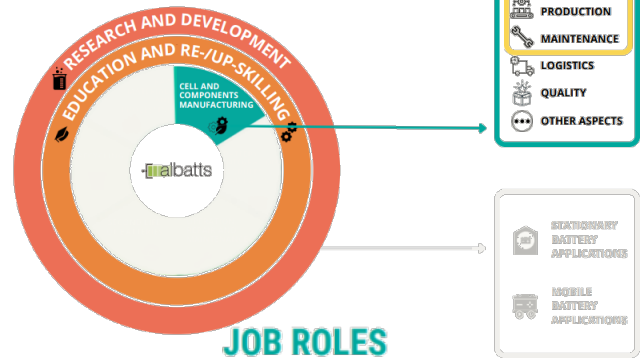 RESEARCH AND DEVELOPMENT
EDUCATION AND RE-/UP-SKILLING
CELL AND
COMPONENTS
MANUFACTURING
albatts
PRODUCTION
MAINTENANCE
LOGISTICS
QUALITY
OTHER ASPECTS
STATIONARY
BATTERY
APPLICATIONS
MOBILE
BATTERY
APPLICATIONS
JOB ROLES